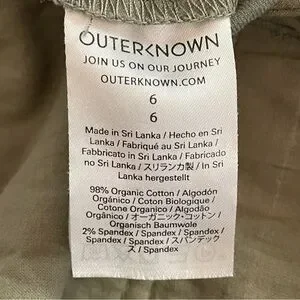 OUTERKNOWN
JOIN US ON OUR JOURNEY
OUTERKNOWN.COM
6
6
Made in Sri Lanka / Hecho en Sri
Lanka / Fabriqué au Sri Lanka /
Fabbricato in Sri Lanka / Fabricado
no Sri Lanka / スリランカ製 / In Sri
Lanka hergestellt
98% Organic Cotton / Algodón
Orgánico / Coton Biologique /
Cotone Organico / Algodão
Orgânico / オーガニック・コットン /
Organisch Baumwole
2% Spandex / Spandex / Spandex /
Spandex / Spandex / スパンデック
ス / Spandex